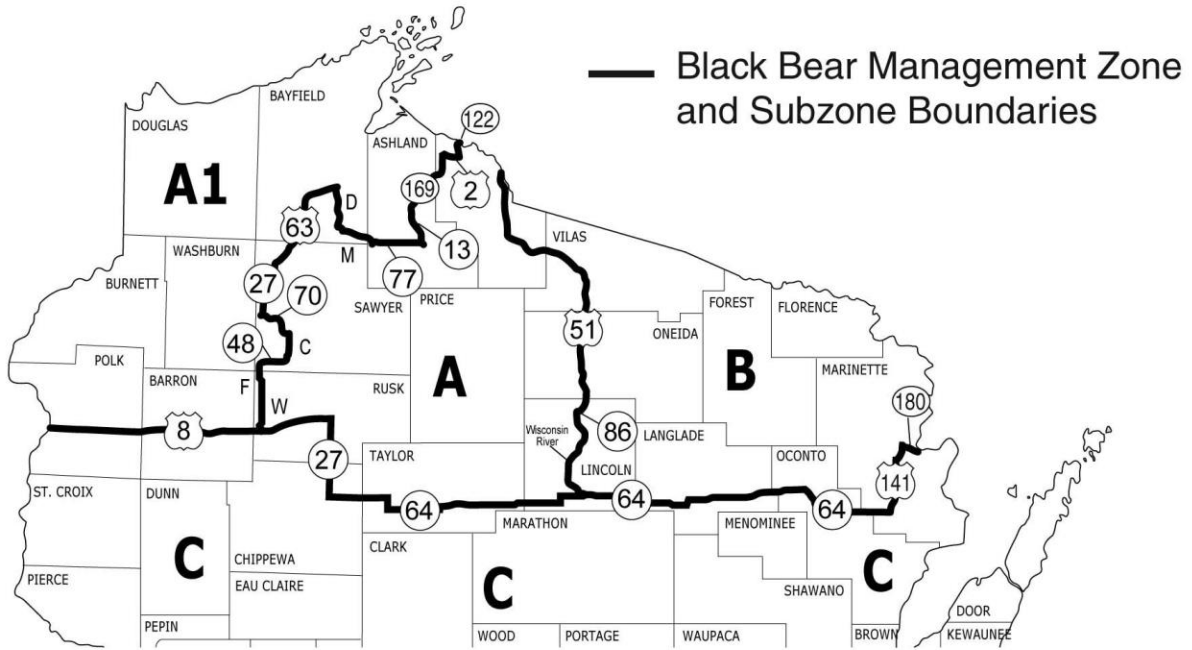 Black Bear Management Zone
and Subzone Boundaries
BAYFIELD
DOUGLAS
122
ASHLAND
A1
169
2
D
63
WASHBURN
M
13
VILAS
BURNETT
27
70
77
SAWYER
PRICE
FOREST
FLORENCE
51
ONEIDA
48
C
POLK
A
B
MARINETTE
BARRON
F
RUSK
W
180
8
Wisconsin
River
86
LANGLADE
TAYLOR
OCONTO
27
LINCOLN
141
ST. CROIX
DUNN
64
64
64
MARATHON
MENOMINEE
CLARK
C
CHIPPEWA
C
C
PIERCE
EAU CLAIRE
SHAWANO
DOOR
PEPIN
WOOD
PORTAGE
WAUPACA
BROWN
KEWAUNEE